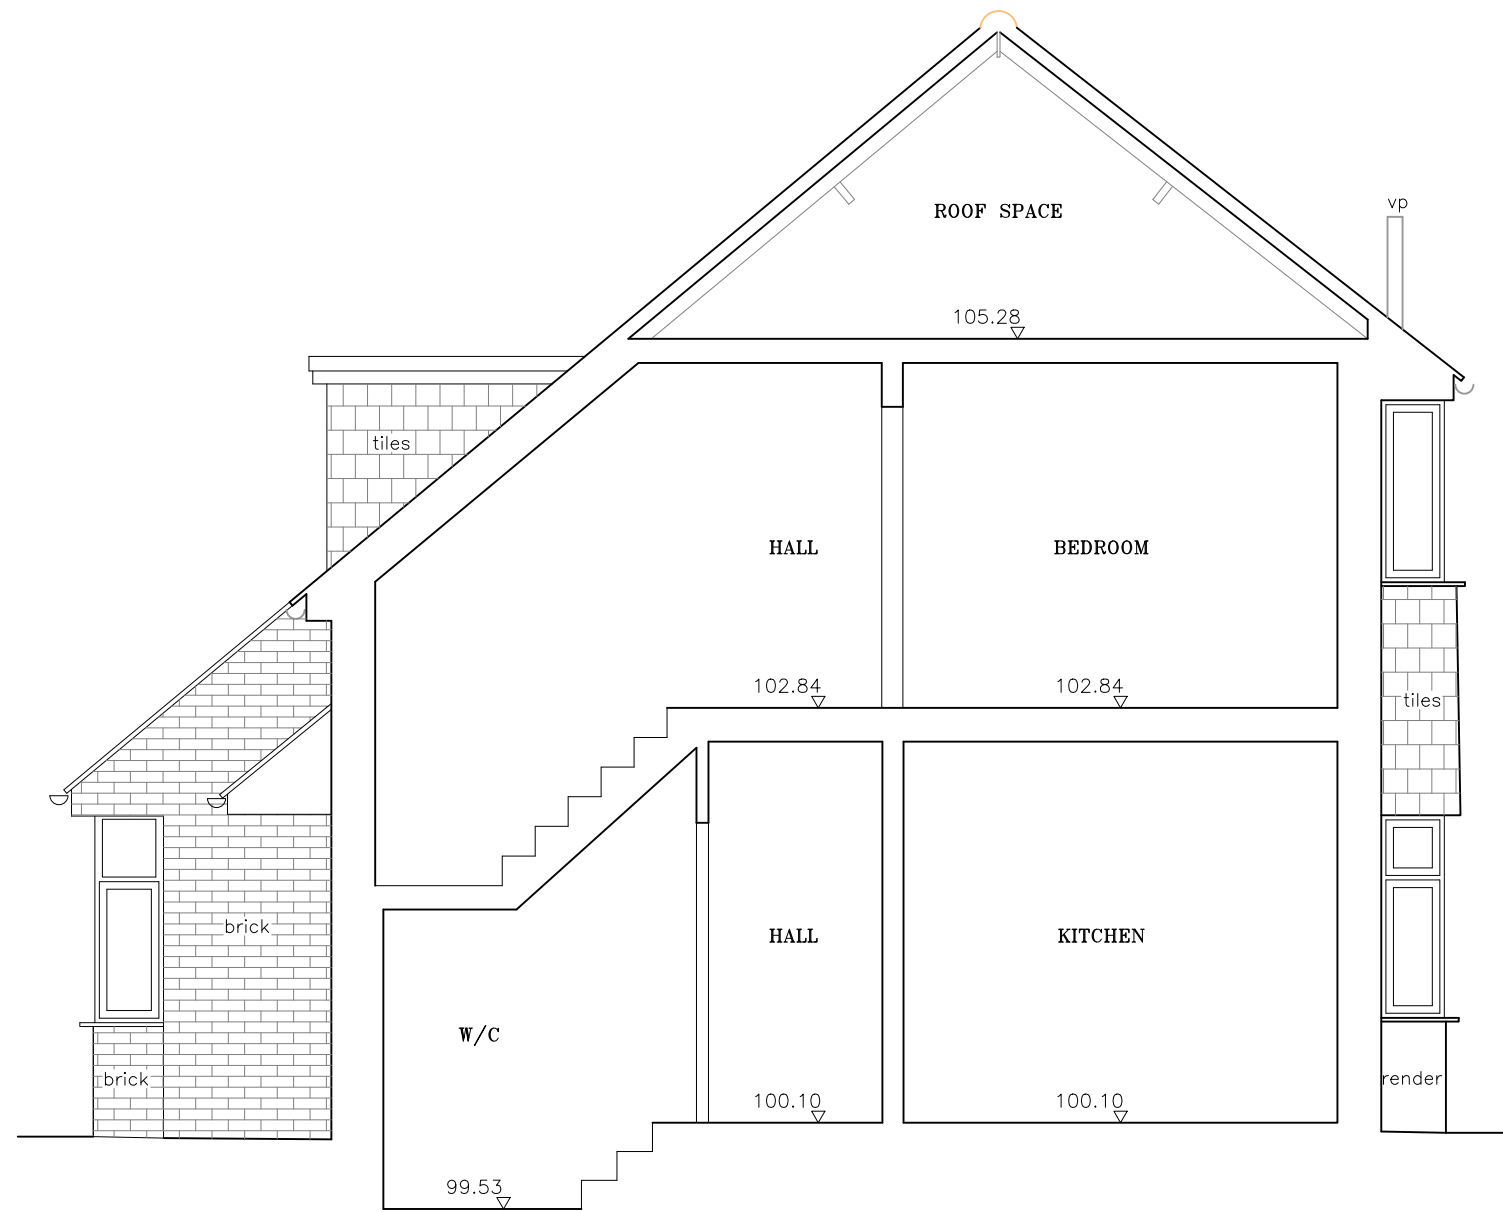 vp
ROOF SPACE
105.28
tiles
HALL
BEDROOM
102.84
102.84
tiles
brick
HALL
KITCHEN
W/C
brick
render
100.10
100.10
99.53